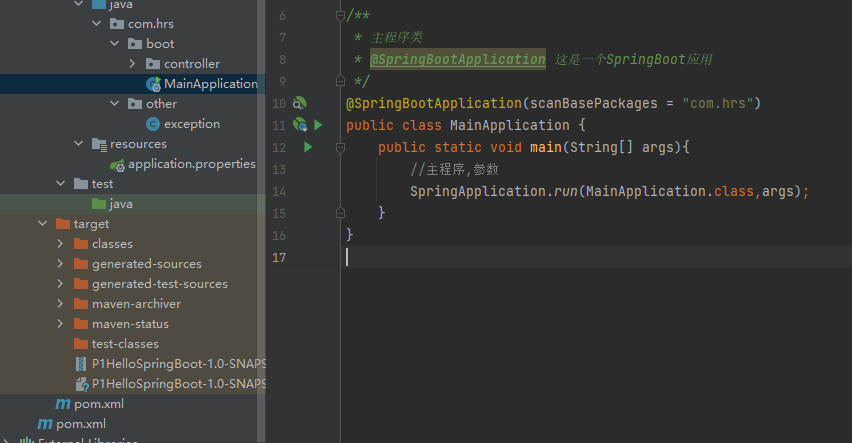 java
com.hrs
boot
controller
MainApplication
other
exception
resources
application.properties
test
java
target
classes
generated-sources
generated-test-sources
maven-archiver
maven-status
test-classes
P1HelloSpringBoot-1.0-SNAPS
P1HelloSpringBoot-1.0-SNAPS
pom.xml
pom.xml
External Libraries
6 /**
7 * 主程序类
8 * @SpringBootApplication 这是一个SpringBoot应用
9 */
10 @SpringBootApplication(scanBasePackages = "com.hrs")
11 public class MainApplication {
12 public static void main(String[] args){
13 //主程序,参数
14 SpringApplication.run(MainApplication.class,args);
15 }
16 }
17